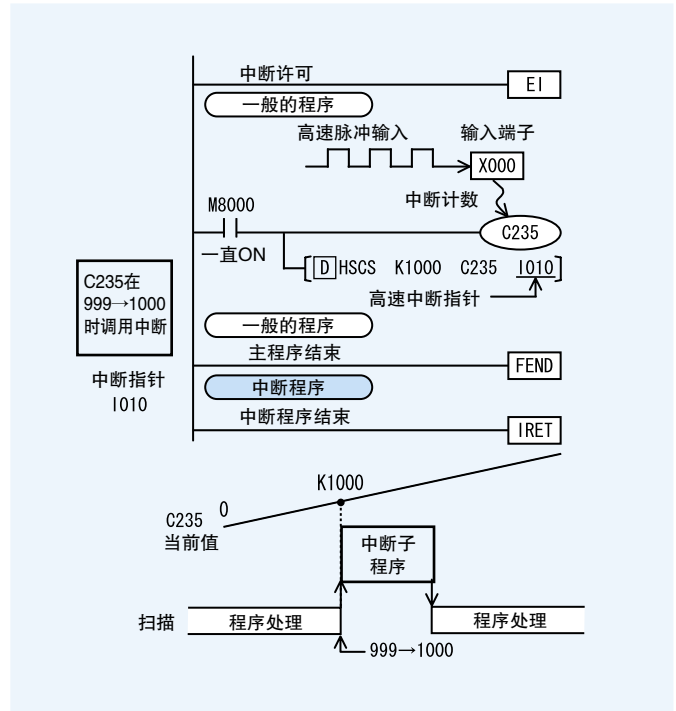 中断许可
EI
一般的程序
高速脉冲输入
输入端子
X000
中断计数
M8000
C235
一直ON
D HSCS K1000 C235 I010
C235在
999→1000
时调用中断
高速中断指针
一般的程序
主程序结束
FEND
中断指针
I010
中断程序
中断程序结束
IRET
K1000
0
C235
当前值
中断子
程序
扫描
程序处理
程序处理
999→1000